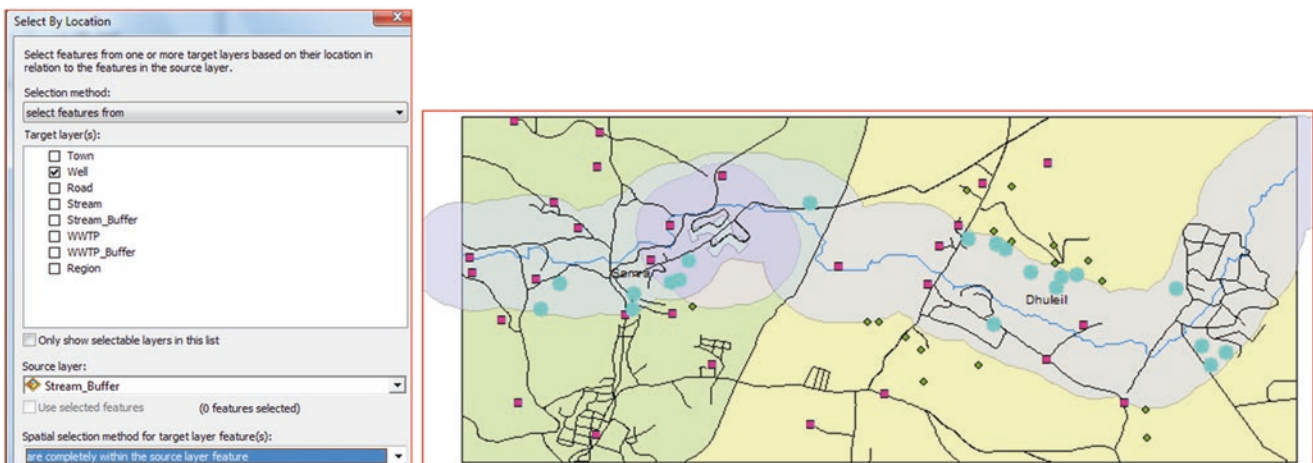 Select By Location
Select features from one or more target layers based on their location in
relation to the features in the source layer.
Selection method:
select features from
Target layer(s):
Town
Well
Road
Stream
Stream_Buffer
WWTP
WWTP_Buffer
Region
Only show selectable layers in this list
Source layer:
Stream_Buffer
Use selected features (0 features selected)
Spatial selection method for target layer feature(s):
are completely within the source layer feature
Samra
Dhuleil